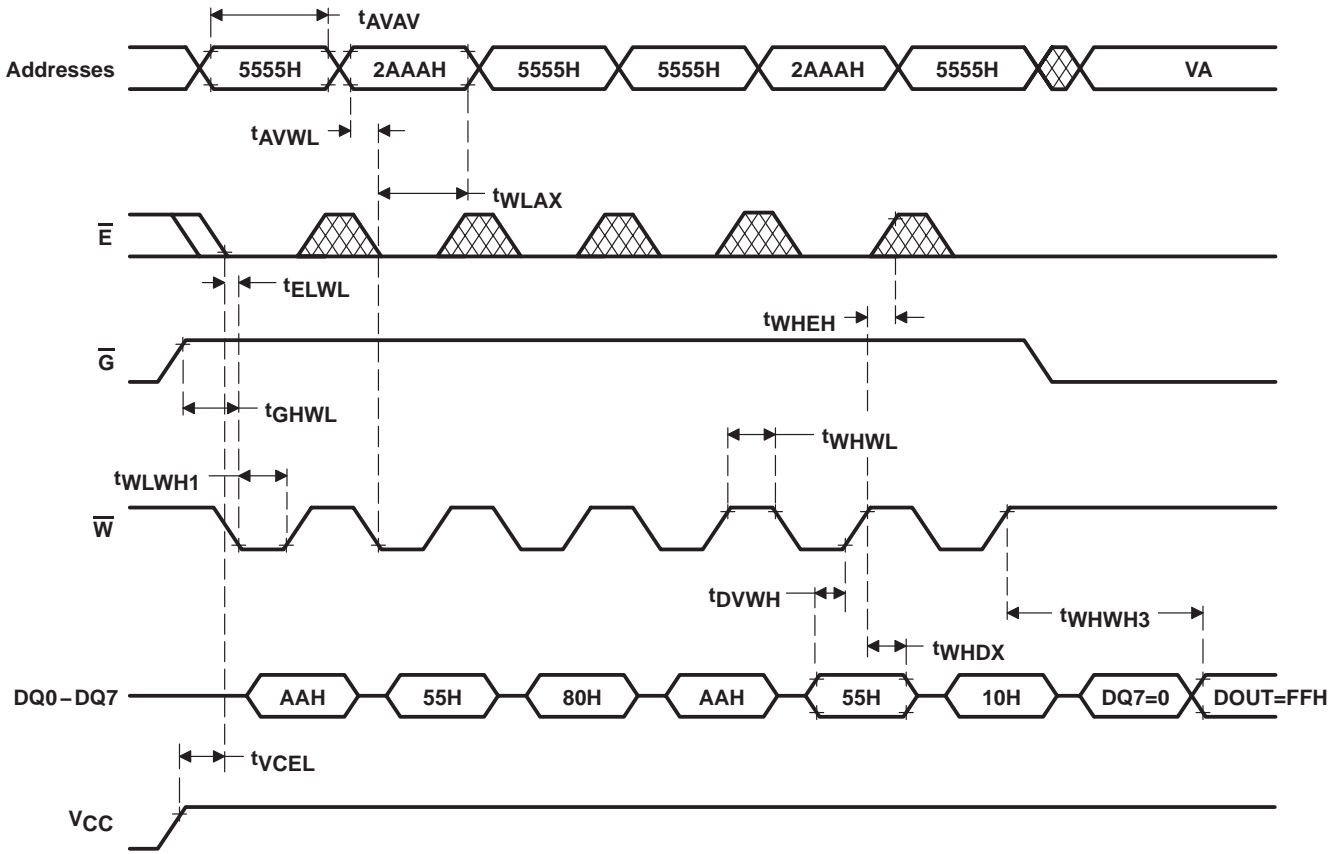 tAVAV
Addresses 5555H 2AAAH 5555H 5555H 2AAAH 5555H VA
tAVWL
tWLAX
E̅
tELWL
tWHEH
G̅
tGHWL
tWHWL
tWLWH1
W̅
tDVWH
tWHWH3
tWHDX
DQ0–DQ7 AAH 55H 80H AAH 55H 10H DQ7=0 DOUT=FFH
tVCEL
VCC